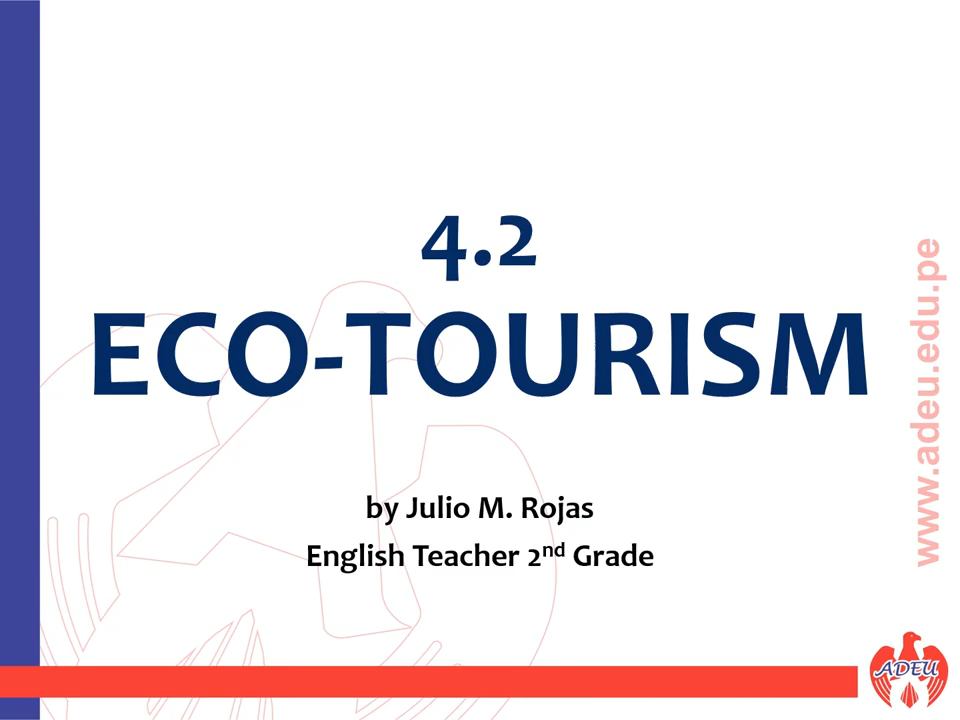 4.2
ECO-TOURISM
by Julio M. Rojas
English Teacher 2nd Grade
www.adeu.edu.pe
ADEU